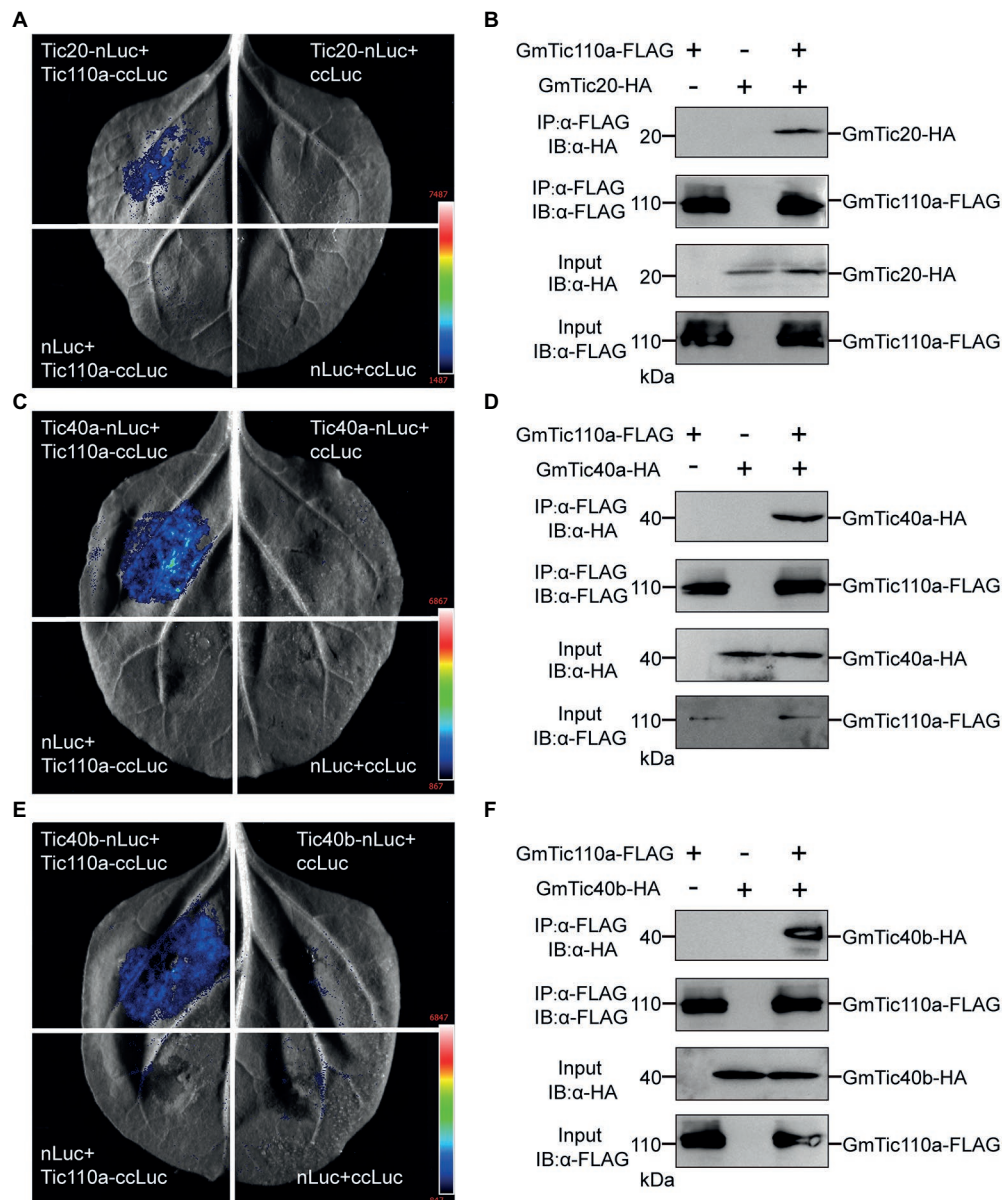 A
Tic20-nLuc+
Tic110a-ccLuc
Tic20-nLuc+
ccLuc
7487
nLuc+
Tic110a-ccLuc
nLuc+ccLuc
1487
B
GmTic110a-FLAG + - +
GmTic20-HA - + +
IP:α-FLAG
IB:α-HA
20
GmTic20-HA
IP:α-FLAG
IB:α-FLAG
110
GmTic110a-FLAG
Input
IB:α-HA
20
GmTic20-HA
Input
IB:α-FLAG
110
GmTic110a-FLAG
kDa
C
Tic40a-nLuc+
Tic110a-ccLuc
Tic40a-nLuc+
ccLuc
6867
nLuc+
Tic110a-ccLuc
nLuc+ccLuc
867
D
GmTic110a-FLAG + - +
GmTic40a-HA - + +
IP:α-FLAG
IB:α-HA
40
GmTic40a-HA
IP:α-FLAG
IB:α-FLAG
110
GmTic110a-FLAG
Input
IB:α-HA
40
GmTic40a-HA
Input
IB:α-FLAG
110
GmTic110a-FLAG
kDa
E
Tic40b-nLuc+
Tic110a-ccLuc
Tic40b-nLuc+
ccLuc
6847
nLuc+
Tic110a-ccLuc
nLuc+ccLuc
F
GmTic110a-FLAG + - +
GmTic40b-HA - + +
IP:α-FLAG
IB:α-HA
40
GmTic40b-HA
IP:α-FLAG
IB:α-FLAG
110
GmTic110a-FLAG
Input
IB:α-HA
40
GmTic40b-HA
Input
IB:α-FLAG
110
GmTic110a-FLAG
kDa